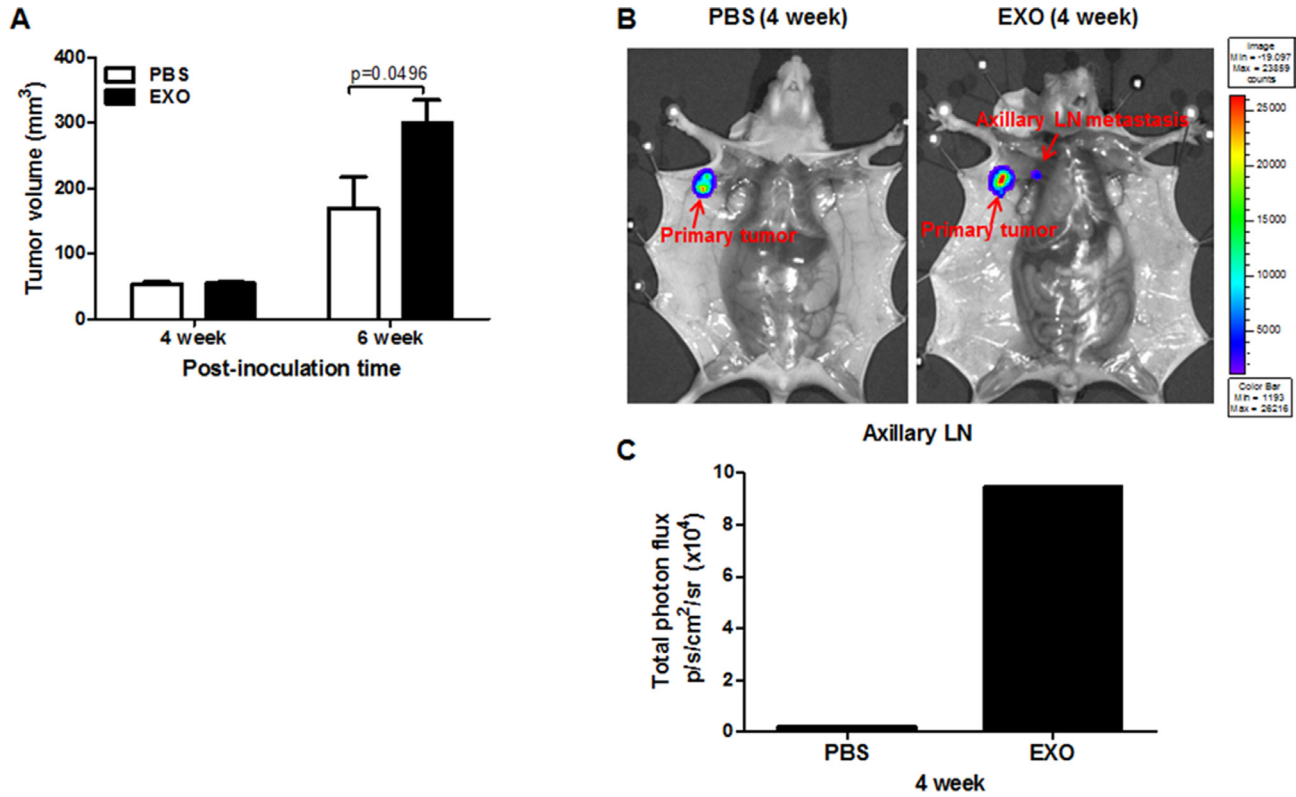 A
400
300
200
100
0
Tumor volume (mm³)
PBS
EXO
p=0.0496
4 week
6 week
Post-inoculation time
B
PBS (4 week)
EXO (4 week)
Primary tumor
Axillary LN metastasis
Primary tumor
Image
Min = -19.097
Max = 23859
counts
25000
20000
15000
10000
5000
Color Bar
Min = 1193
Max = 26216
C
Axillary LN
10
8
6
4
2
0
Total photon flux
p/s/cm²/sr (x10⁴)
PBS
EXO
4 week